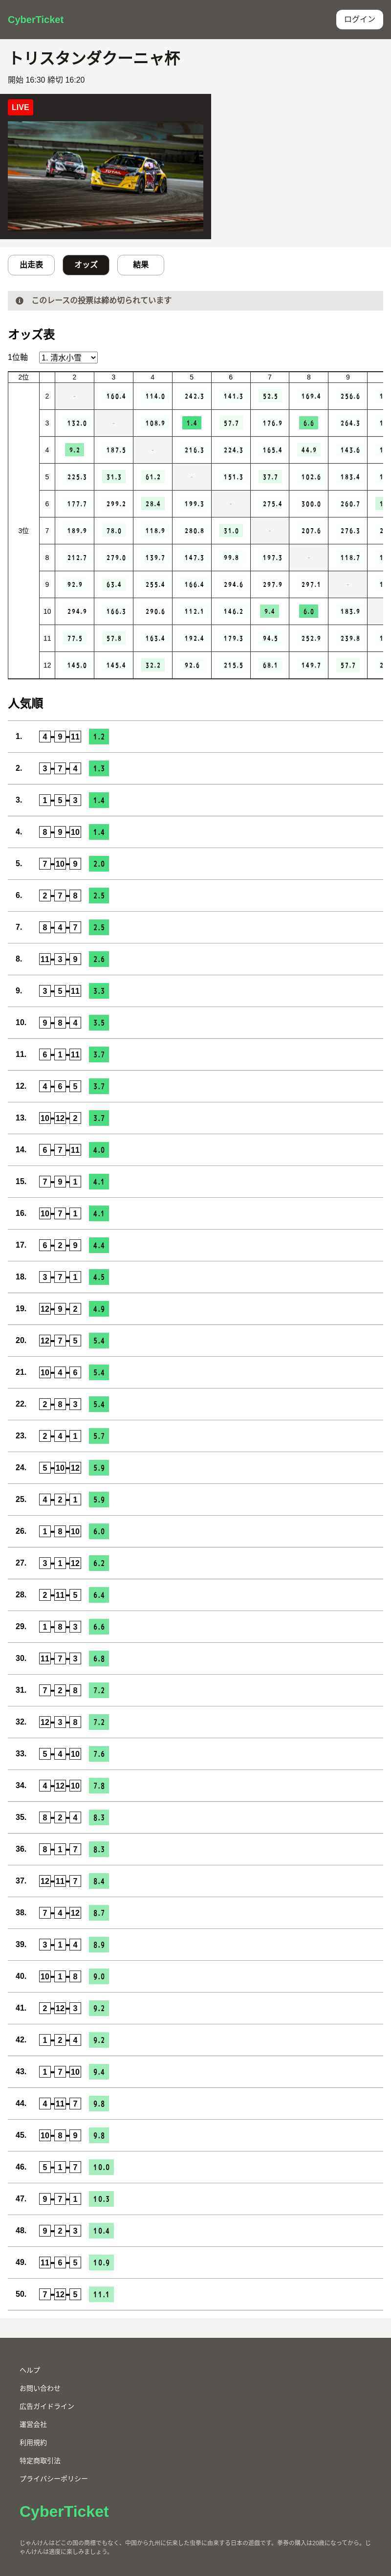 CyberTicket
ログイン
トリスタンダクーニャ杯
開始 16:30 締切 16:20
LIVE
出走表 オッズ 結果
このレースの投票は締め切られています
オッズ表
1位軸 1. 清水小雪
2位 2 3 4 5 6 7 8 9
3位
2 - 160.4 114.0 242.3 141.3 52.5 169.4 256.6
3 132.0 - 108.9 1.4 57.7 176.9 6.6 264.3
4 9.2 187.5 - 216.3 224.3 165.4 44.9 143.6
5 225.3 31.3 61.2 - 151.3 37.7 102.6 183.4
6 177.7 299.2 28.4 199.3 - 275.4 300.0 260.7
7 189.9 78.0 118.9 280.8 31.0 - 207.6 276.3
8 212.7 279.0 139.7 147.3 99.8 197.3 - 118.7
9 92.9 63.4 255.4 166.4 294.6 297.9 297.1 -
10 294.9 166.3 290.6 112.1 146.2 9.4 6.0 183.9
11 77.5 57.8 163.4 192.4 179.3 94.5 252.9 239.8
12 145.0 145.4 32.2 92.6 215.5 68.1 149.7 57.7
人気順
1. 4-9-11 1.2
2. 3-7-4 1.3
3. 1-5-3 1.4
4. 8-9-10 1.4
5. 7-10-9 2.0
6. 2-7-8 2.5
7. 8-4-7 2.5
8. 11-3-9 2.6
9. 3-5-11 3.3
10. 9-8-4 3.5
11. 6-1-11 3.7
12. 4-6-5 3.7
13. 10-12-2 3.7
14. 6-7-11 4.0
15. 7-9-1 4.1
16. 10-7-1 4.1
17. 6-2-9 4.4
18. 3-7-1 4.5
19. 12-9-2 4.9
20. 12-7-5 5.4
21. 10-4-6 5.4
22. 2-8-3 5.4
23. 2-4-1 5.7
24. 5-10-12 5.9
25. 4-2-1 5.9
26. 1-8-10 6.0
27. 3-1-12 6.2
28. 2-11-5 6.4
29. 1-8-3 6.6
30. 11-7-3 6.8
31. 7-2-8 7.2
32. 12-3-8 7.2
33. 5-4-10 7.6
34. 4-12-10 7.8
35. 8-2-4 8.3
36. 8-1-7 8.3
37. 12-11-7 8.4
38. 7-4-12 8.7
39. 3-1-4 8.9
40. 10-1-8 9.0
41. 2-12-3 9.2
42. 1-2-4 9.2
43. 1-7-10 9.4
44. 4-11-7 9.8
45. 10-8-9 9.8
46. 5-1-7 10.0
47. 9-7-1 10.3
48. 9-2-3 10.4
49. 11-6-5 10.9
50. 7-12-5 11.1
ヘルプ
お問い合わせ
広告ガイドライン
運営会社
利用規約
特定商取引法
プライバシーポリシー
CyberTicket
じゃんけんはどこの国の商標でもなく、中国から九州に伝来した虫拳に由来する日本の遊戯です。拳券の購入は20歳になってから。じ
ゃんけんは適度に楽しみましょう。